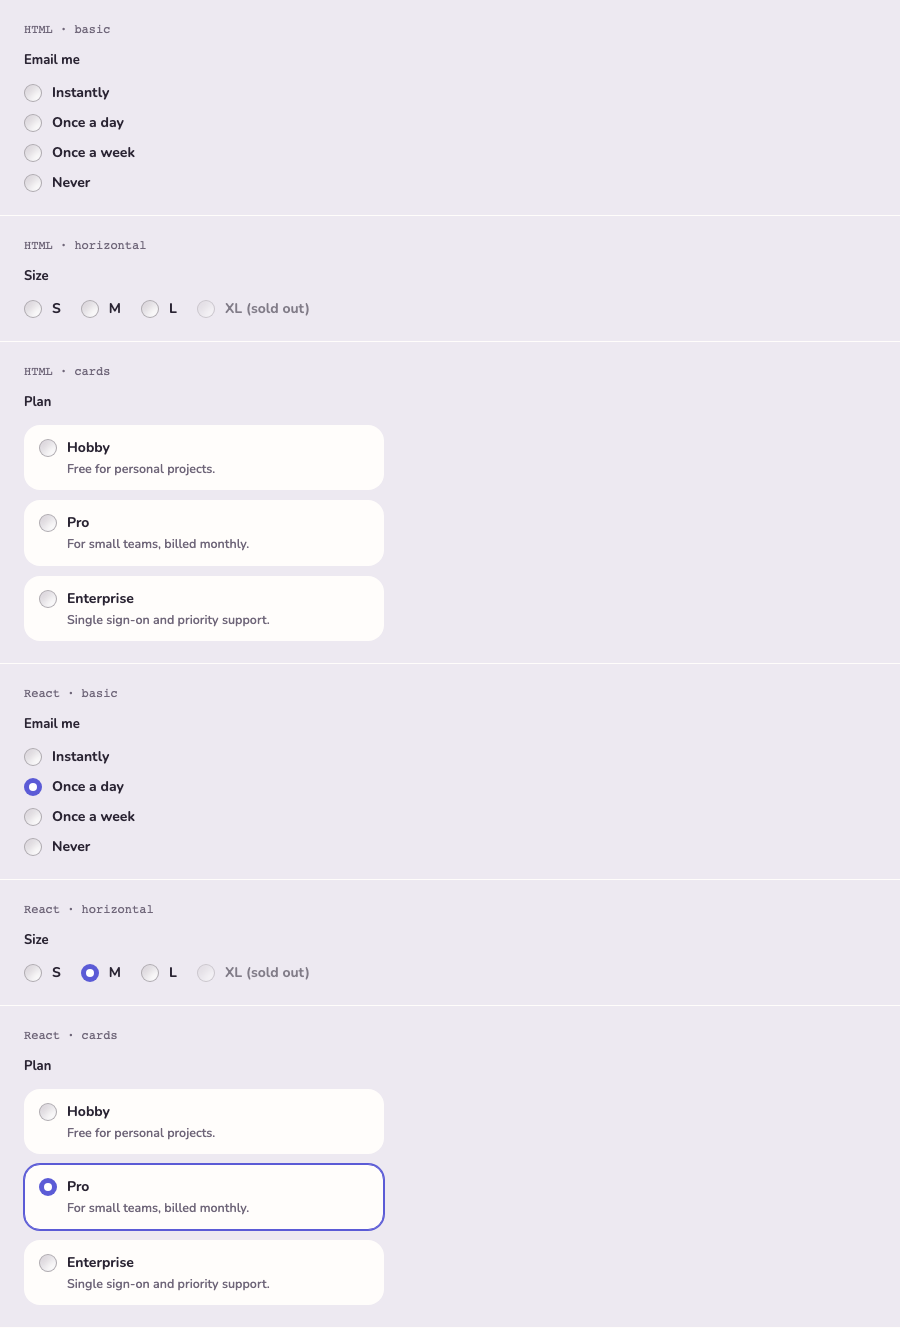 HTML · basic
Email me
Instantly
Once a day
Once a week
Never
HTML · horizontal
Size
S M L XL (sold out)
HTML · cards
Plan
Hobby
Free for personal projects.
Pro
For small teams, billed monthly.
Enterprise
Single sign-on and priority support.
React · basic
Email me
Instantly
Once a day
Once a week
Never
React · horizontal
Size
S M L XL (sold out)
React · cards
Plan
Hobby
Free for personal projects.
Pro
For small teams, billed monthly.
Enterprise
Single sign-on and priority support.